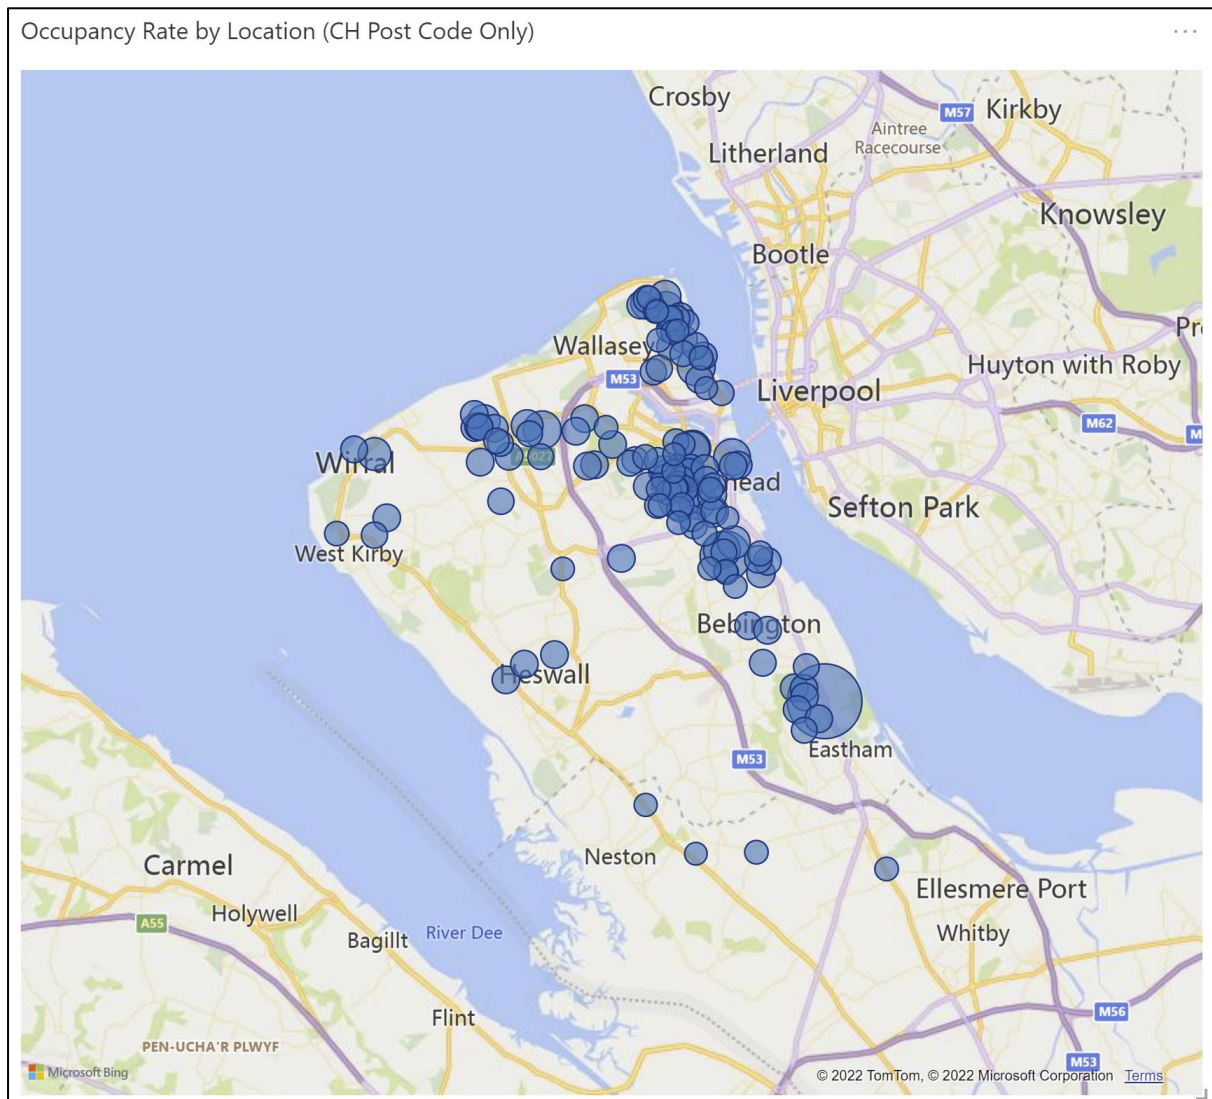 Occupancy Rate by Location (CH Post Code Only)
Crosby
M57
Kirkby
Aintree
Racecourse
Litherland
Knowsley
Bootle
Wallasey
M53
Liverpool
Huyton with Roby
M62
Wirral
head
Sefton Park
West Kirby
Bebington
Heswall
Eastham
M53
Neston
Carmel
Holywell
A55
Bagillt
River Dee
Ellesmere Port
Whitby
Flint
M56
PEN-UCHA'R PLWYF
M53
Microsoft Bing
© 2022 TomTom, © 2022 Microsoft Corporation Terms